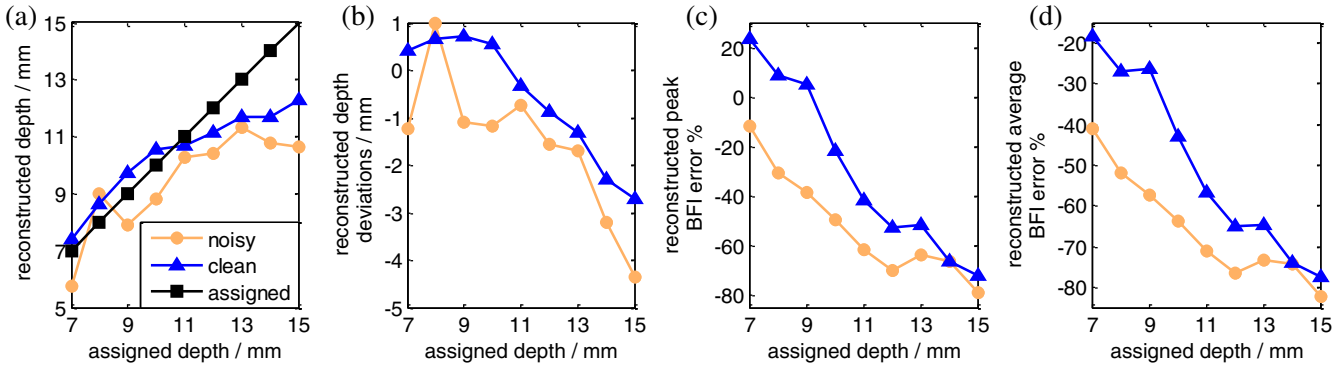 (a)
15
13
11
9
7
5
reconstructed depth / mm
noisy
clean
assigned
7 9 11 13 15
assigned depth / mm
(b)
1
0
-1
-2
-3
-4
-5
reconstructed depth
deviations / mm
7 9 11 13 15
assigned depth / mm
(c)
20
0
-20
-40
-60
-80
reconstructed peak
BFI error %
7 9 11 13 15
assigned depth / mm
(d)
-20
-30
-40
-50
-60
-70
-80
reconstructed average
BFI error %
7 9 11 13 15
assigned depth / mm